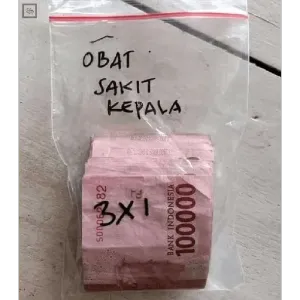 OBAT
SAKIT
KEPALA
3X1
100000
BANK INDONESIA